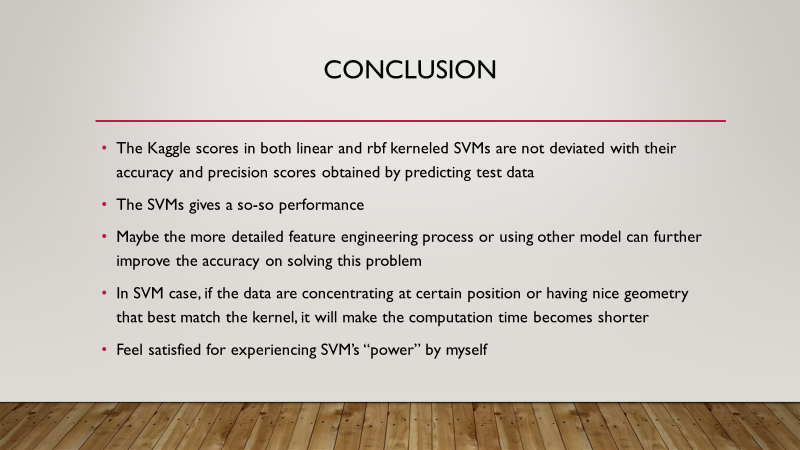 CONCLUSION
• The Kaggle scores in both linear and rbf kerneled SVMs are not deviated with their
accuracy and precision scores obtained by predicting test data
• The SVMs gives a so-so performance
• Maybe the more detailed feature engineering process or using other model can further
improve the accuracy on solving this problem
• In SVM case, if the data are concentrating at certain position or having nice geometry
that best match the kernel, it will make the computation time becomes shorter
• Feel satisfied for experiencing SVM’s “power” by myself